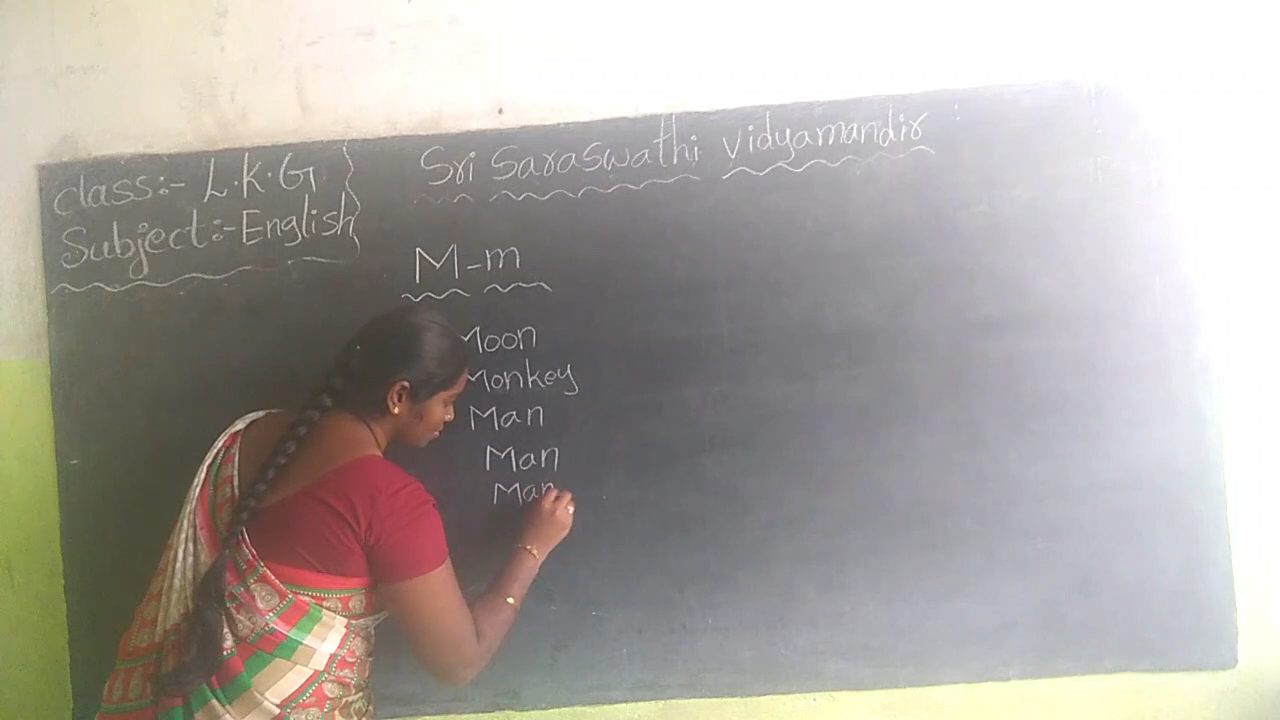 class:- L.K.G
Subject:-English
Sri Saraswathi vidyamandir
M-m
Moon
Monkey
Man
Man
Man